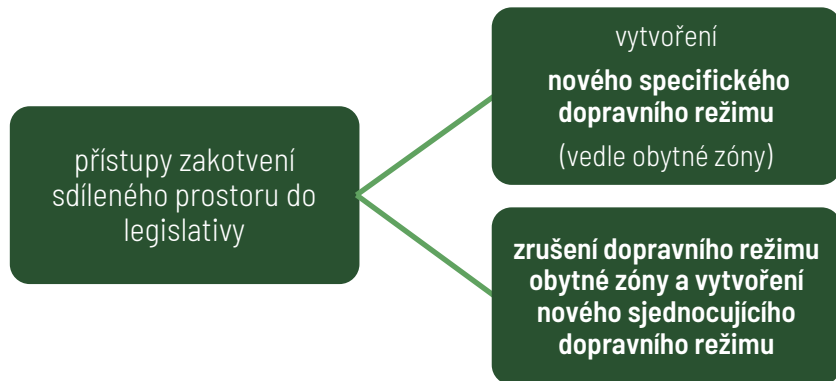 přístupy zakotvení
sdíleného prostoru do
legislativy
vytvoření
nového specifického
dopravního režimu
(vedle obytné zóny)
zrušení dopravního režimu
obytné zóny a vytvoření
nového sjednocujícího
dopravního režimu